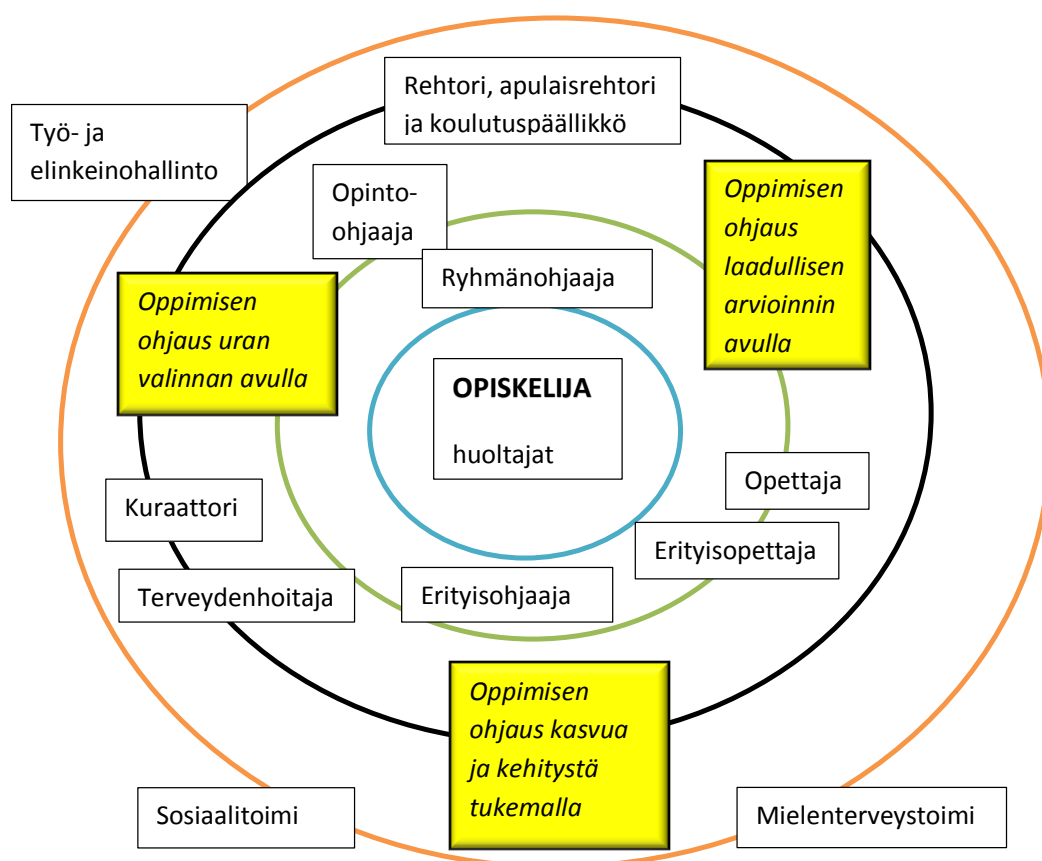 Rehtori, apulaisrehtori
ja koulutuspäällikkö
Työ- ja
elinkeinohallinto
Oppimisen
ohjaus
laadullisen
arvioinnin
avulla
Opinto-
ohjaaja
Ryhmänohjaaja
Oppimisen
ohjaus uran
valinnan avulla
OPISKELIJA
huoltajat
Opettaja
Kuraattori
Erityisopettaja
Terveydenhoitaja
Erityisohjaaja
Oppimisen
ohjaus kasvua
ja kehitystä
tukemalla
Sosiaalitoimi
Mielenterveystoimi